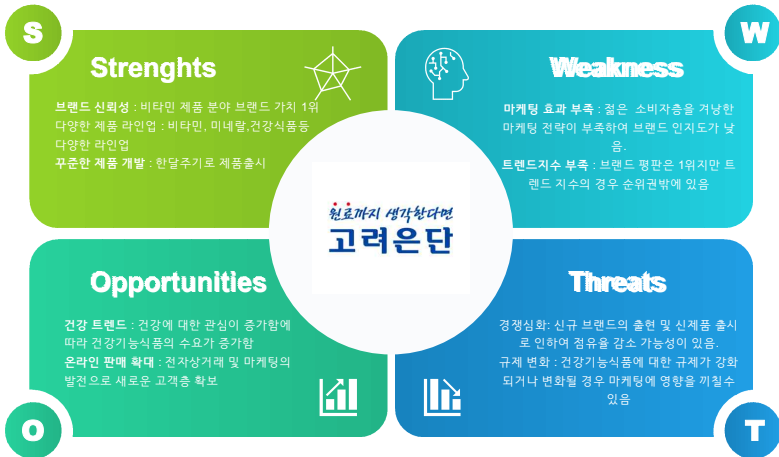 S
Strenghts
브랜드 신뢰성 : 비타민 제품 분야 브랜드 가치 1위
다양한 제품 라인업 : 비타민, 미네랄,건강식품등
다양한 라인업
꾸준한 제품 개발 : 한달주기로 제품출시
W
Weakness
마케팅 효과 부족 : 젊은 소비자층을 겨냥한
마케팅 전략이 부족하여 브랜드 인지도가 낮
음.
트렌드지수 부족 : 브랜드 평판은 1위지만 트
렌드 지수의 경우 순위권밖에 있음
원료까지 생각한다면
고려은단
Opportunities
건강 트렌드 : 건강에 대한 관심이 증가함에
따라 건강기능식품의 수요가 증가함
온라인 판매 확대 : 전자상거래 및 마케팅의
발전으로 새로운 고객층 확보
O
Threats
경쟁심화: 신규 브랜드의 출현 및 신제품 출시
로 인하여 점유율 감소 가능성이 있음.
규제 변화 : 건강기능식품에 대한 규제가 강화
되거나 변화될 경우 마케팅에 영향을 끼칠수
있음
T